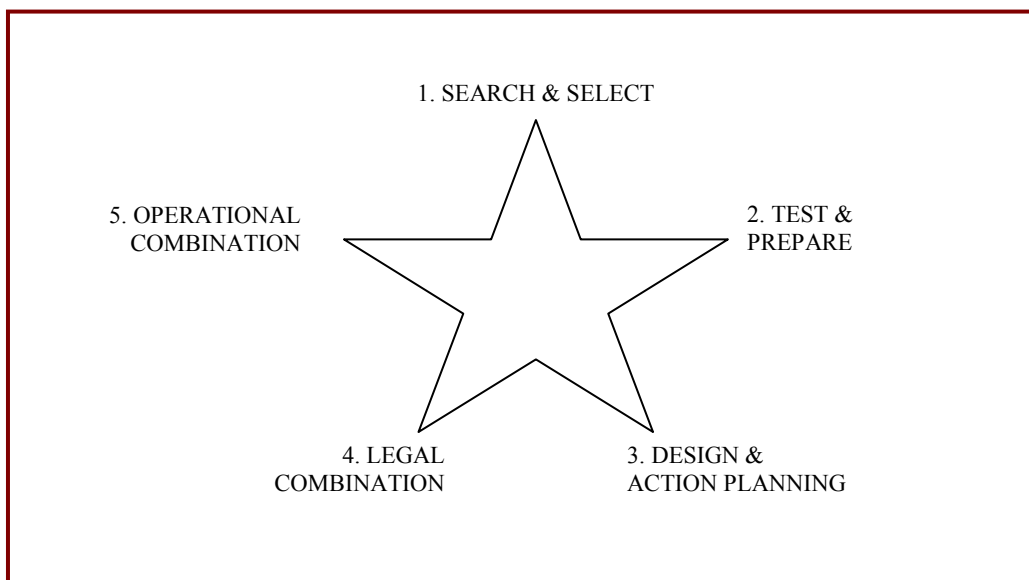 1. SEARCH & SELECT
2. TEST &
PREPARE
3. DESIGN &
ACTION PLANNING
4. LEGAL
COMBINATION
5. OPERATIONAL
COMBINATION